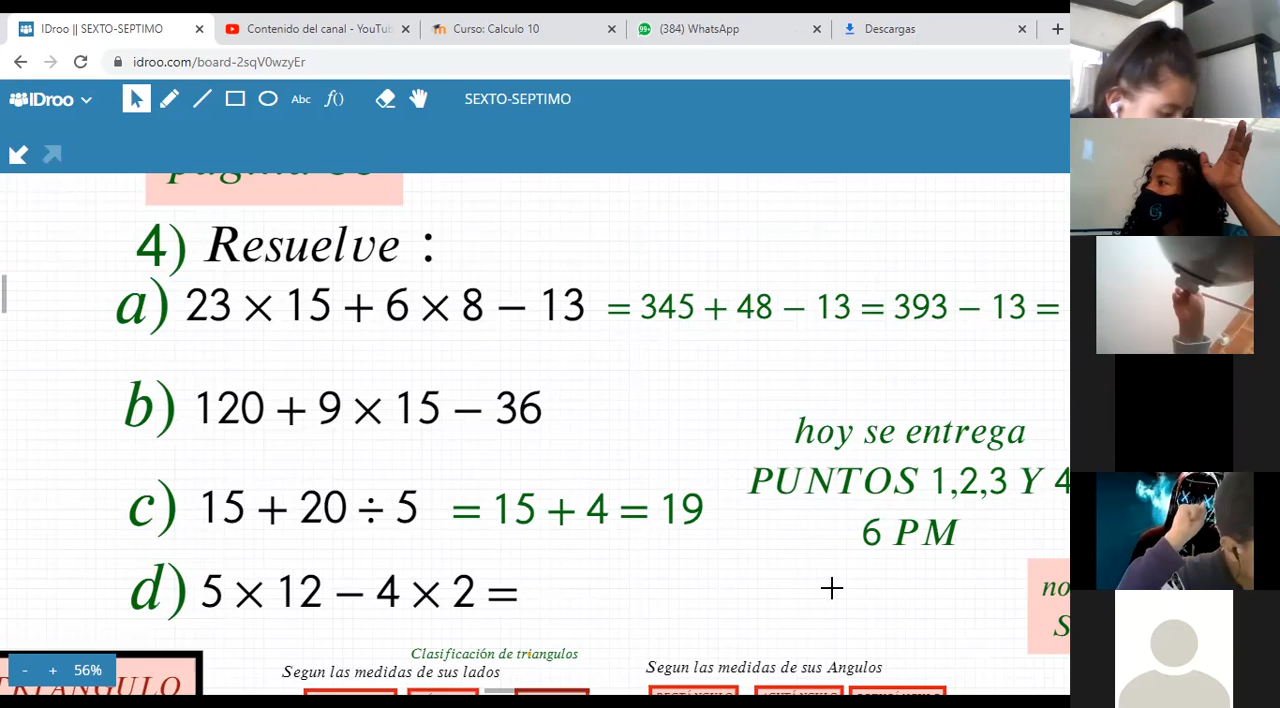 IDroo || SEXTO-SEPTIMO
Contenido del canal - YouTub
Curso: Calculo 10
99+ (384) WhatsApp
Descargas
idroo.com/board-2sqV0wzyEr
IDroo
Abc
f()
SEXTO-SEPTIMO
4) Resuelve :
a) 23 × 15 + 6 × 8 − 13 = 345 + 48 − 13 = 393 − 13 =
b) 120 + 9 × 15 − 36
hoy se entrega
PUNTOS 1,2,3 Y 4
6 PM
c) 15 + 20 ÷ 5 = 15 + 4 = 19
d) 5 × 12 − 4 × 2 =
no
S
- + 56%
Clasificación de triangulos
Segun las medidas de sus lados
Segun las medidas de sus Angulos